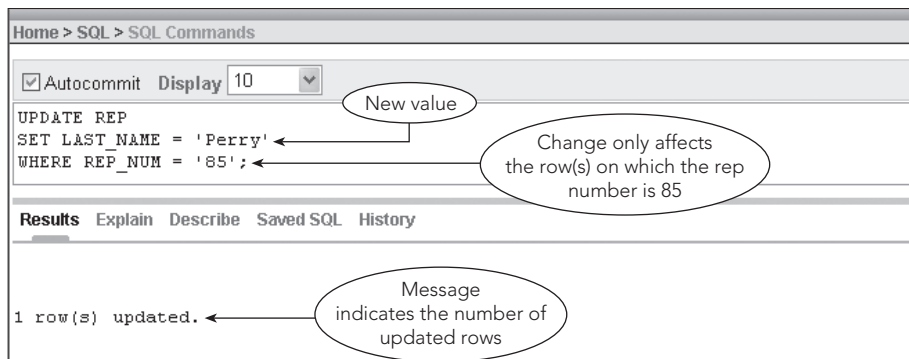 Home > SQL > SQL Commands
Autocommit Display 10
UPDATE REP
SET LAST_NAME = 'Perry'
WHERE REP_NUM = '85';
New value
Change only affects
the row(s) on which the rep
number is 85
Results Explain Describe Saved SQL History
1 row(s) updated.
Message
indicates the number of
updated rows